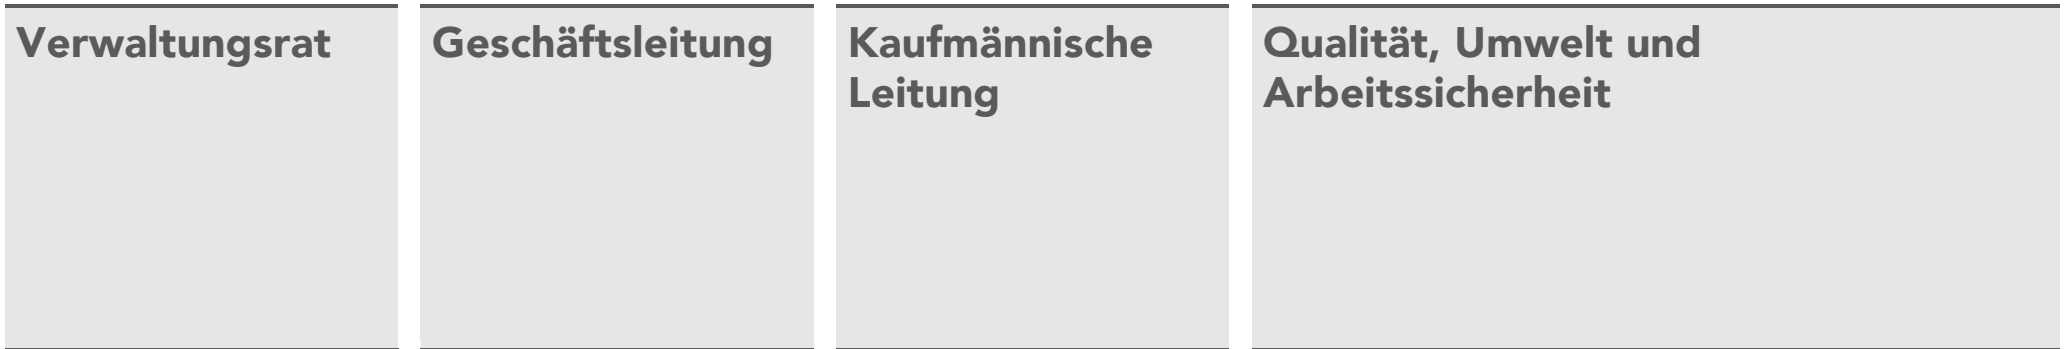 Verwaltungsrat
Geschäftsleitung
Kaufmännische
Leitung
Qualität, Umwelt und
Arbeitssicherheit